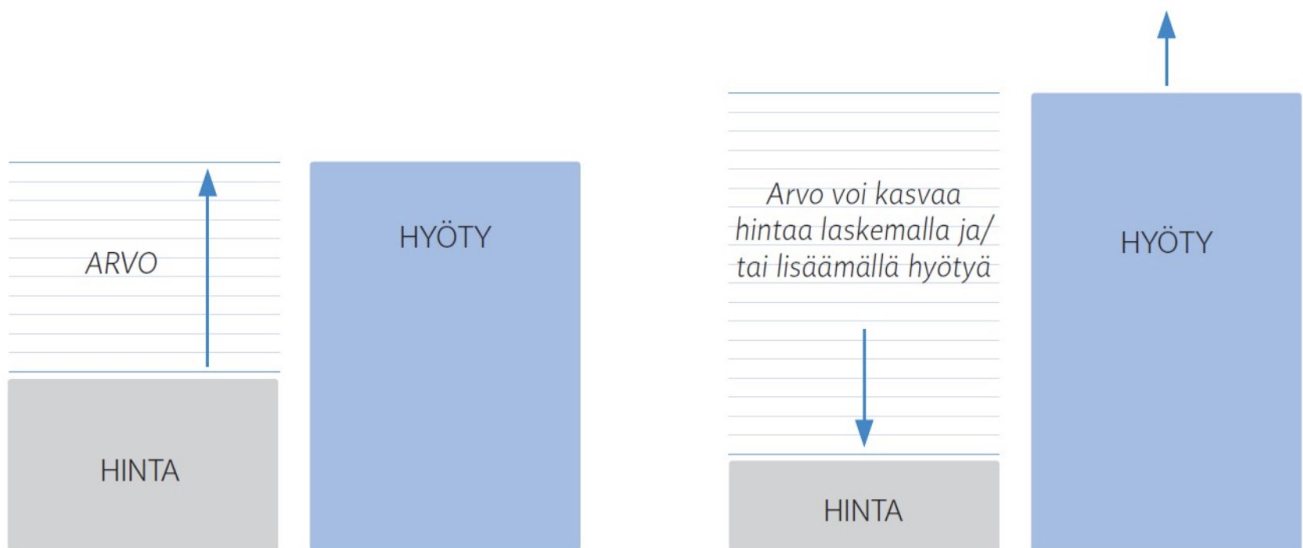 ARVO
HINTA
HYÖTY
Arvo voi kasvaa
hintaa laskemalla ja/
tai lisäämällä hyötyä
HINTA
HYÖTY